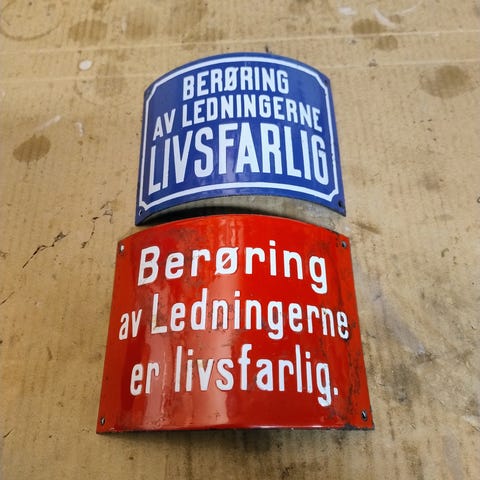 BERØRING
AV LEDNINGERNE
LIVSFARLIG
Berøring
av Ledningerne
er livsfarlig.